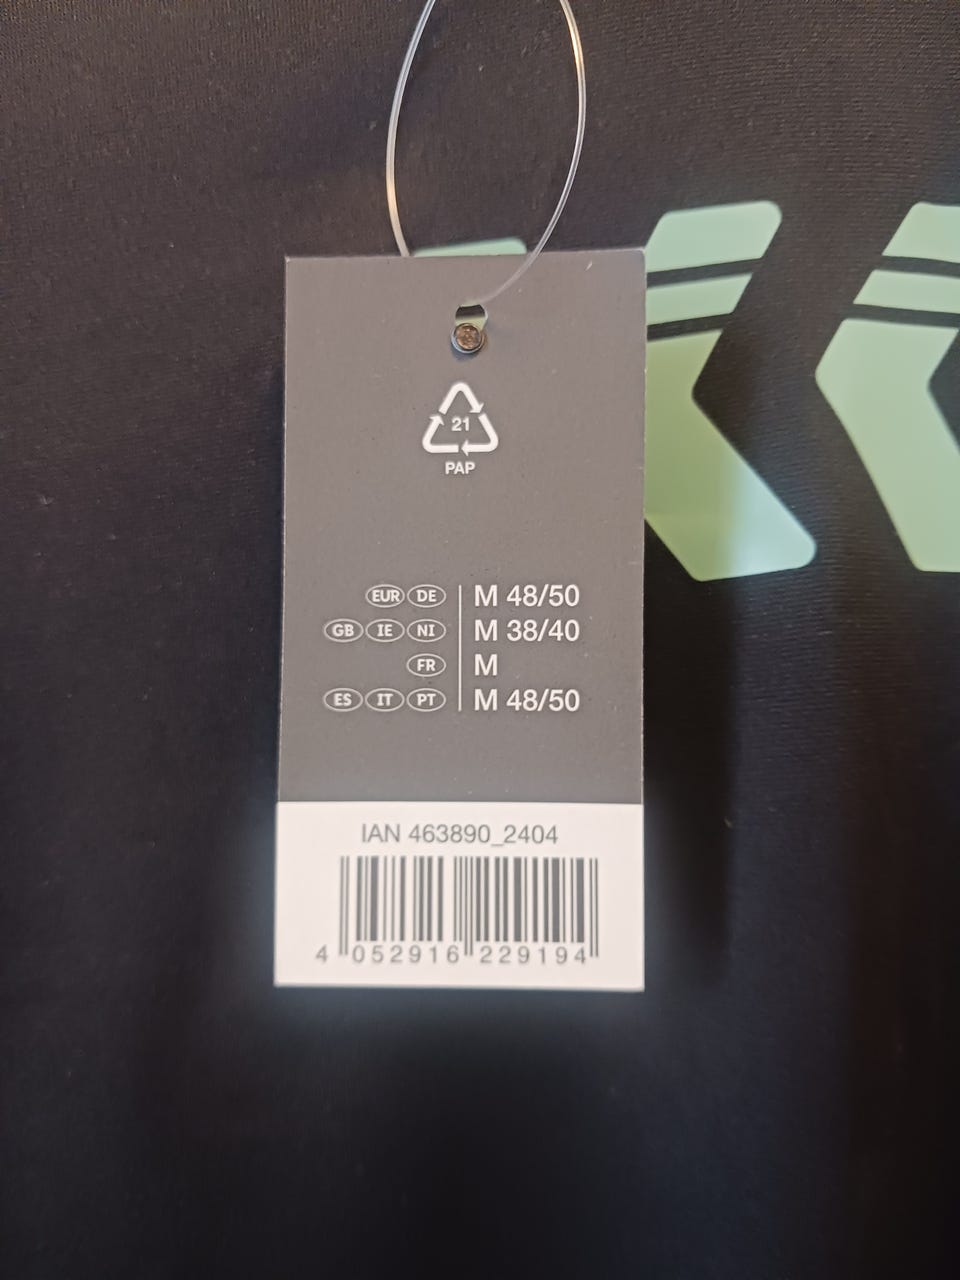 21
PAP
EUR DE M 48/50
GB IE NI M 38/40
FR M
ES IT PT M 48/50
IAN 463890_2404
4 052916 229194